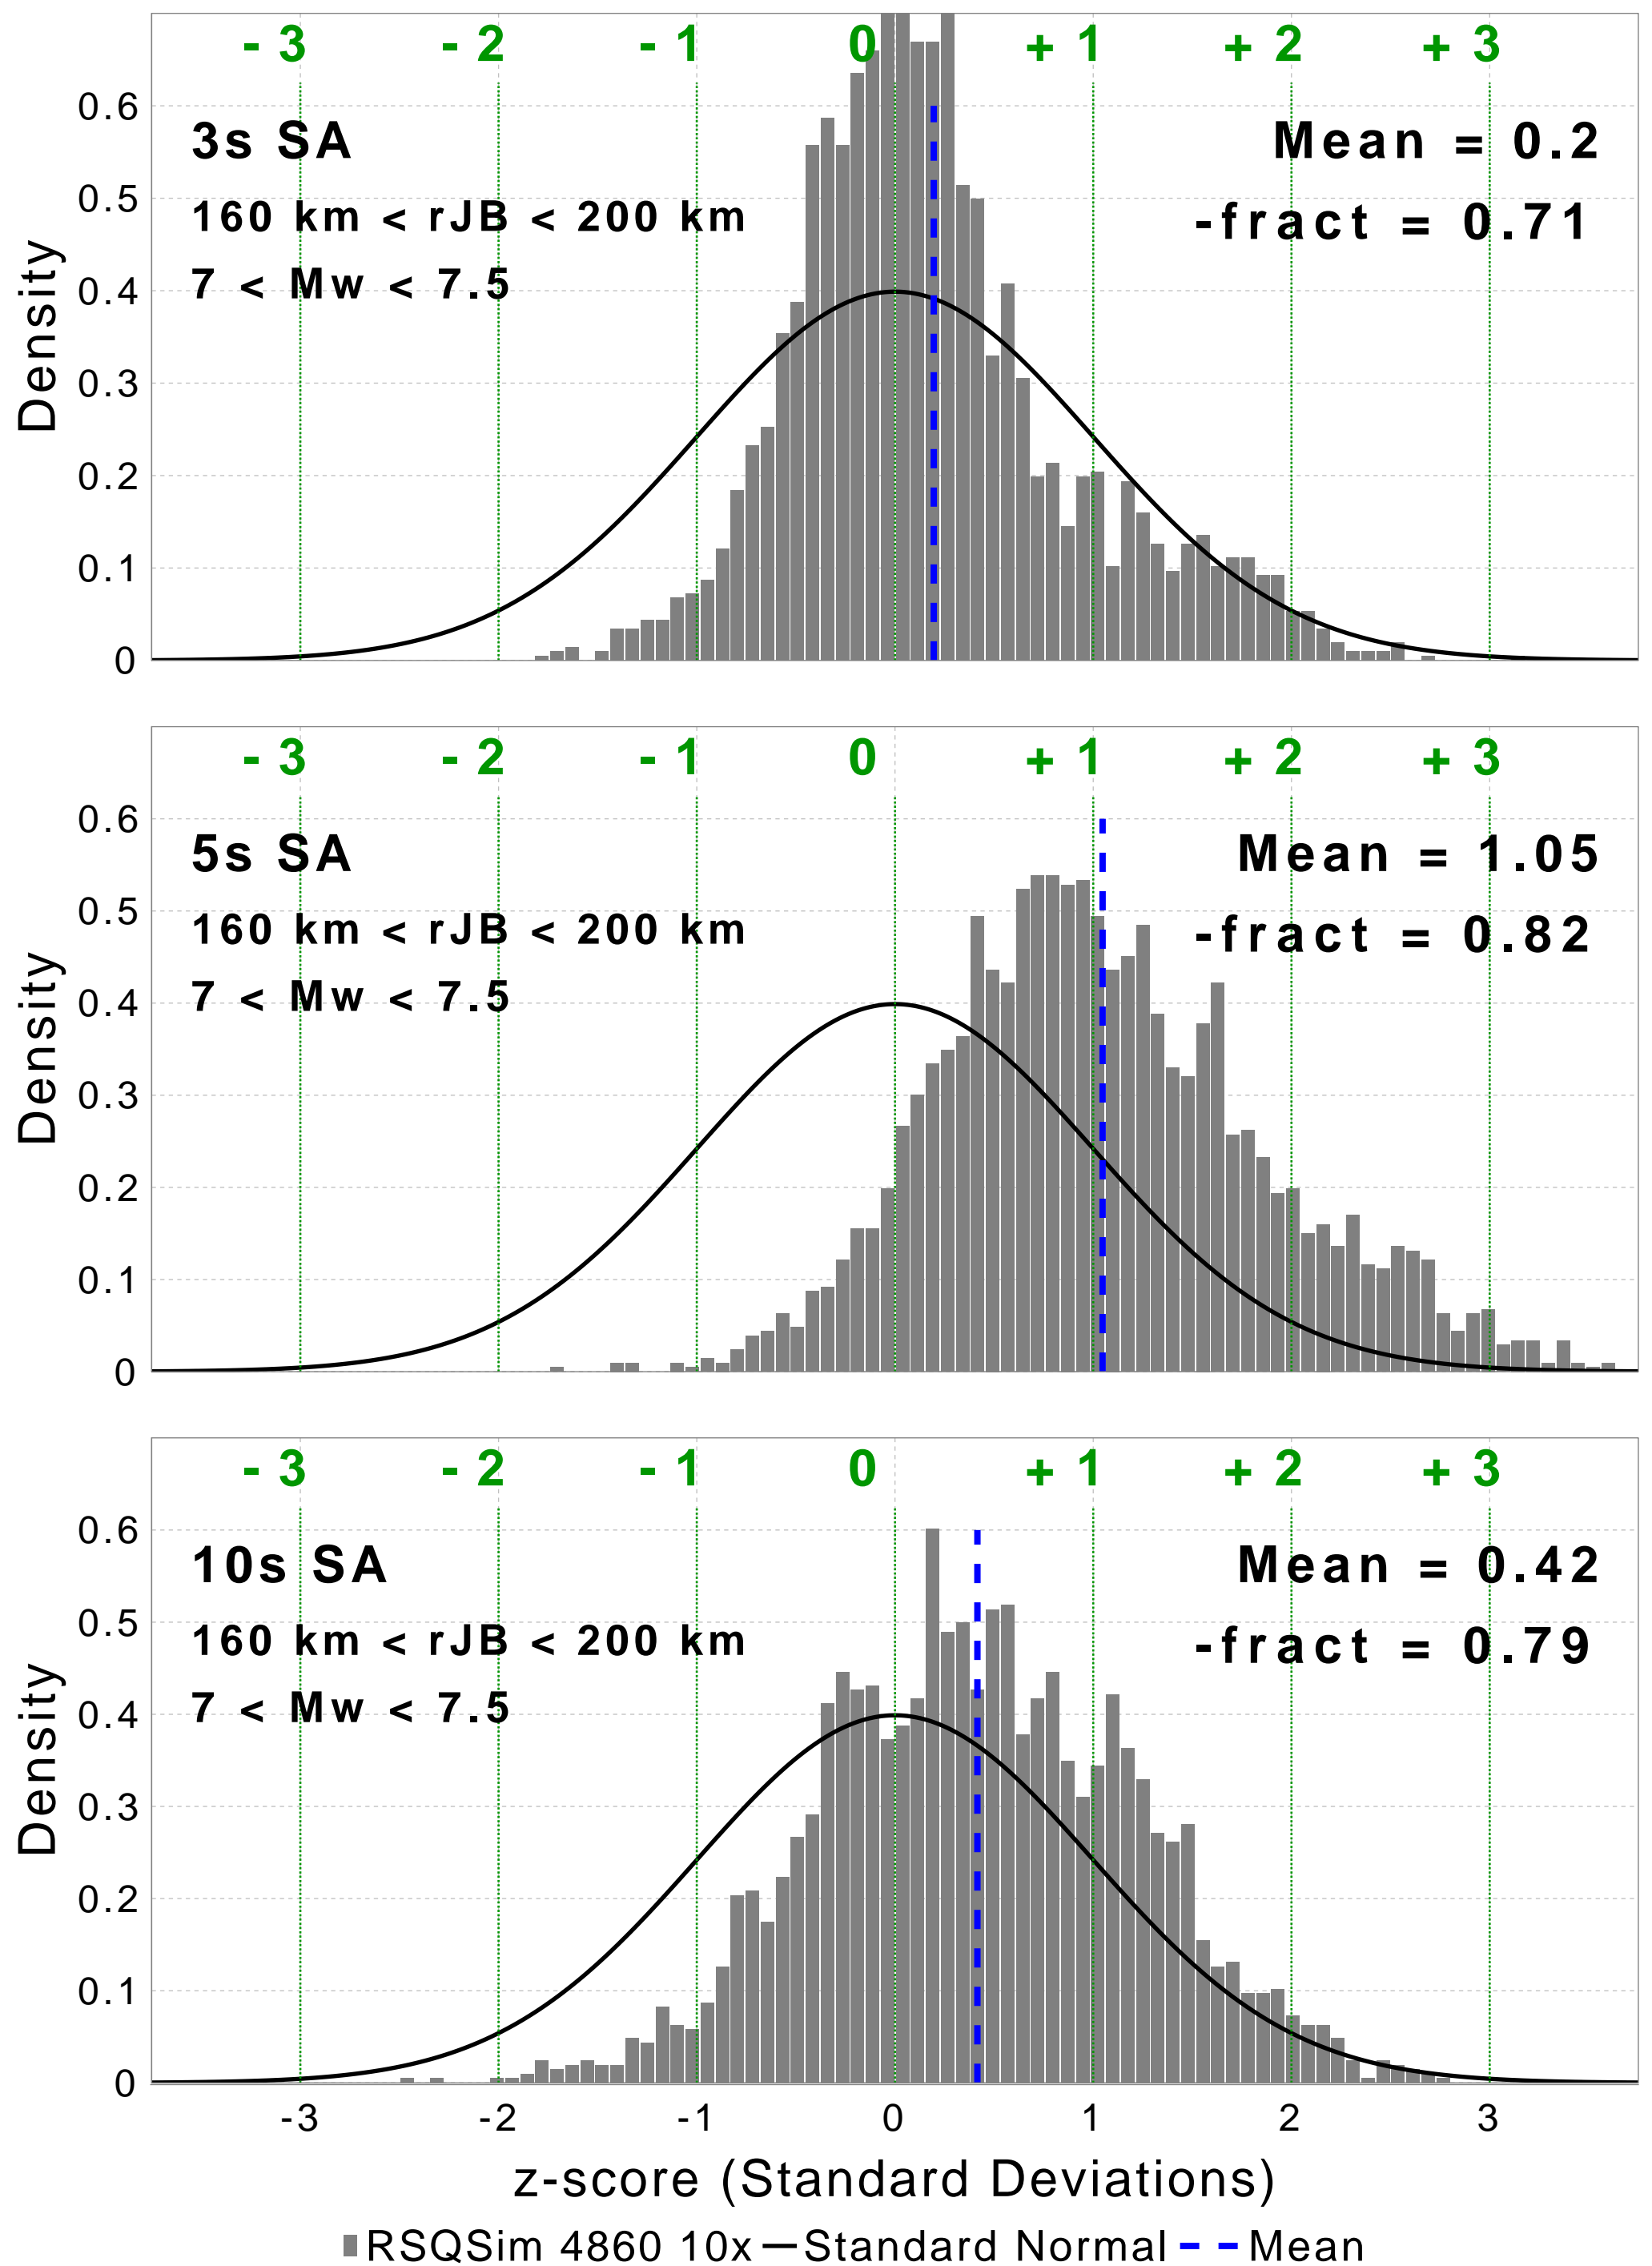 - 3 - 2 - 1 0 + 1 + 2 + 3
0.6
3s SA
Mean = 0.2
0.5
160 km < rJB < 200 km
-fract = 0.71
7 < Mw < 7.5
0.4
Density
0.3
0.2
0.1
0
- 3 - 2 - 1 0 + 1 + 2 + 3
0.6
5s SA
Mean = 1.05
0.5
160 km < rJB < 200 km
-fract = 0.82
7 < Mw < 7.5
0.4
Density
0.3
0.2
0.1
0
- 3 - 2 - 1 0 + 1 + 2 + 3
0.6
10s SA
Mean = 0.42
0.5
160 km < rJB < 200 km
-fract = 0.79
7 < Mw < 7.5
0.4
Density
0.3
0.2
0.1
0
-3 -2 -1 0 1 2 3
z-score (Standard Deviations)
RSQSim 4860 10x Standard Normal Mean